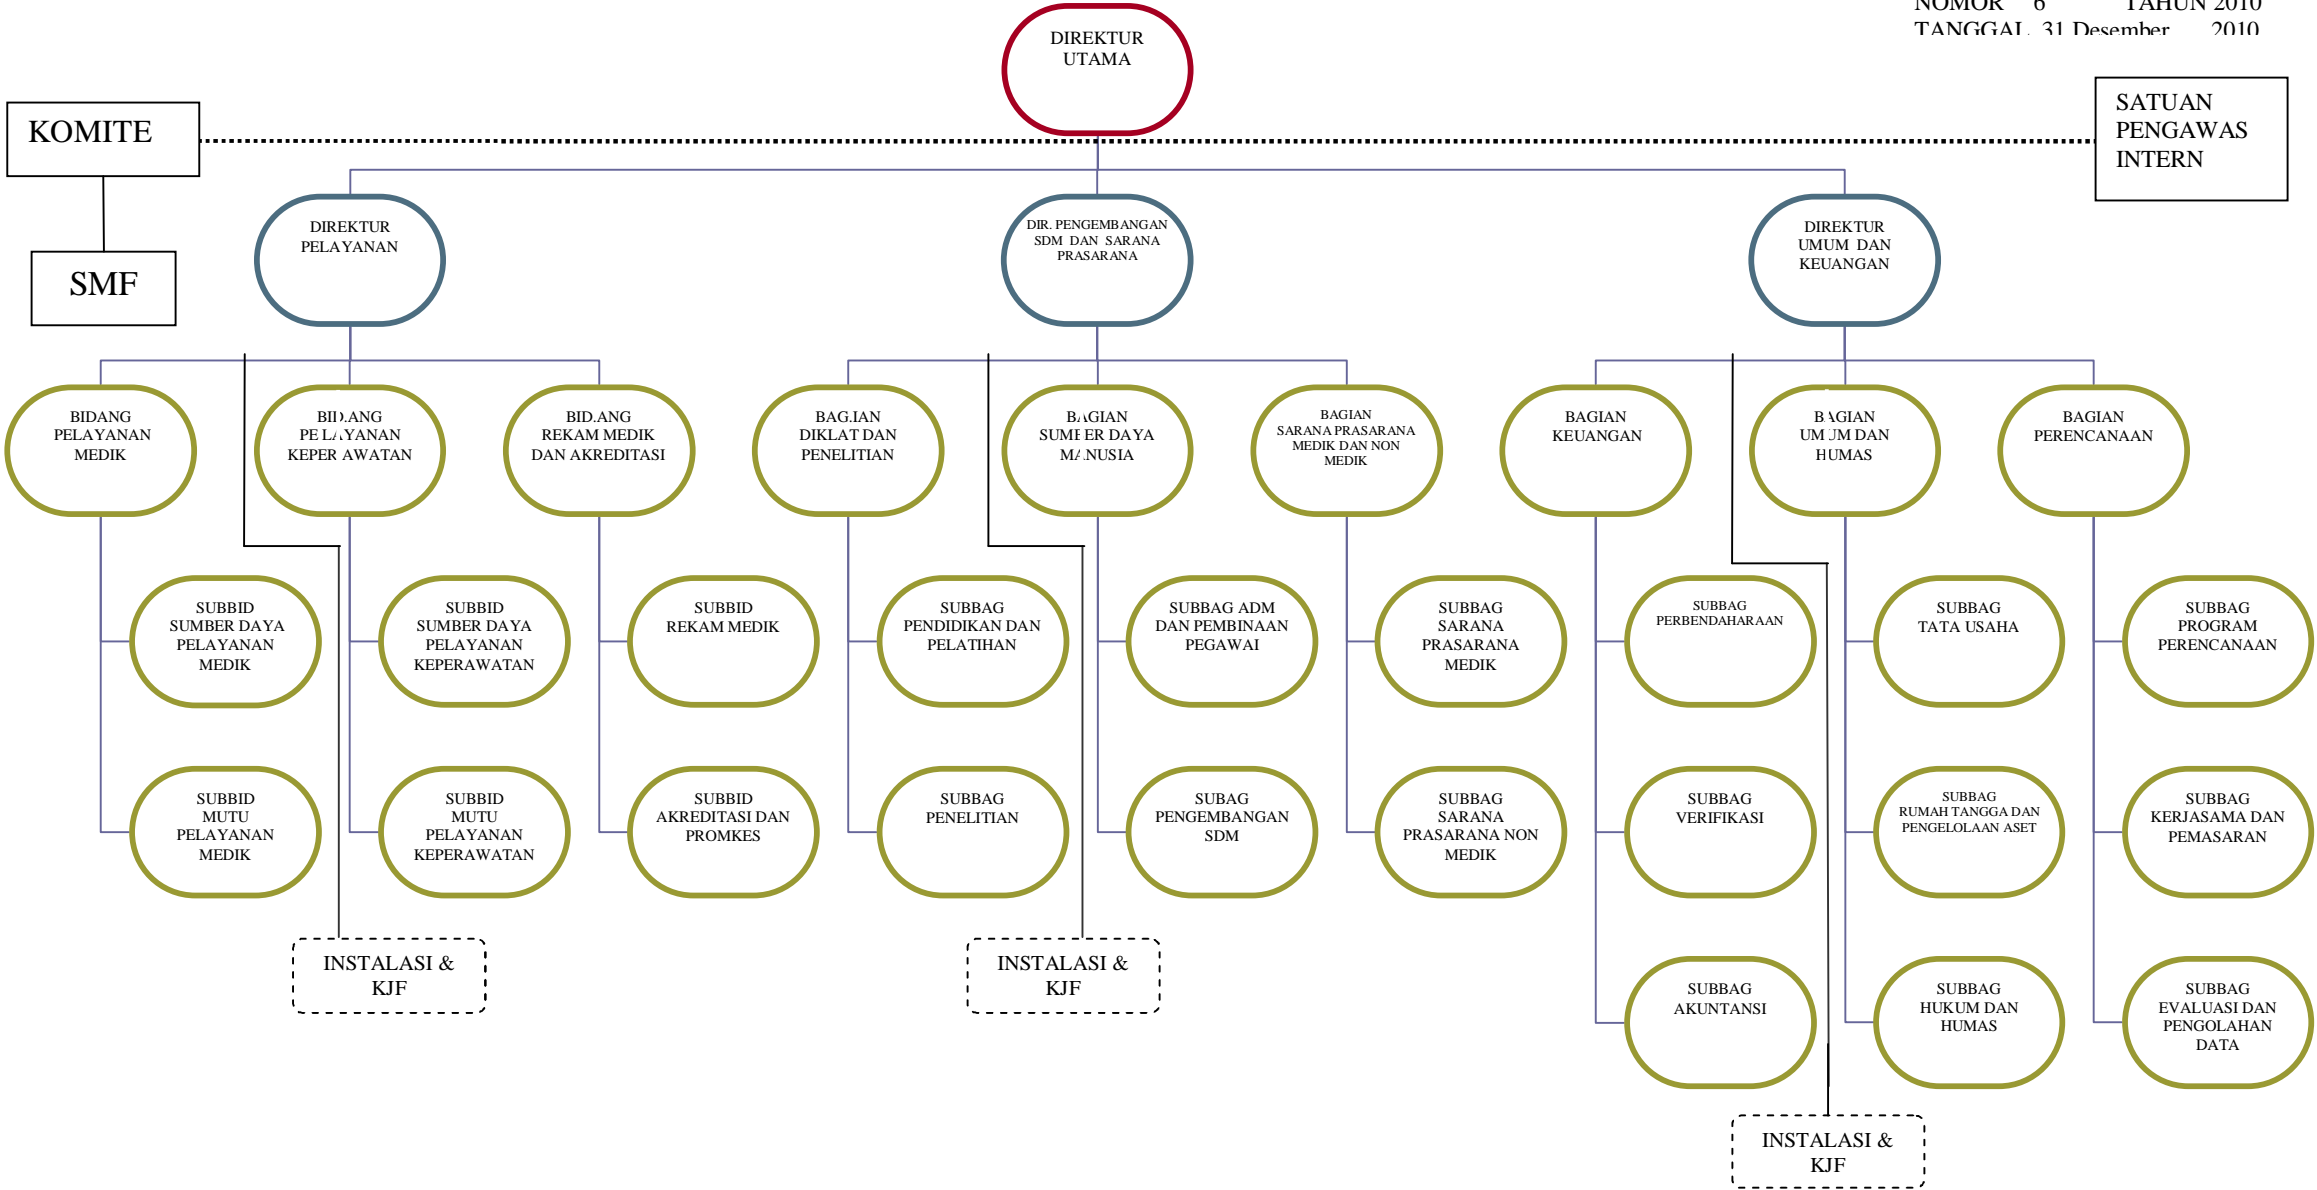 NOMOR 6 TAHUN 2010
TANGGAL 31 Desember 2010
DIREKTUR
UTAMA
KOMITE
SATUAN
PENGAWAS
INTERN
SMF
DIREKTUR
PELAYANAN
DIR. PENGEMBANGAN
SDM DAN SARANA
PRASARANA
DIREKTUR
UMUM DAN
KEUANGAN
BIDANG
PELAYANAN
MEDIK
BID.ANG
PELAYANAN
KEPERAWATAN
BID.ANG
REKAM MEDIK
DAN AKREDITASI
BAG.IAN
DIKLAT DAN
PENELITIAN
BAGIAN
SUMBER DAYA
MANUSIA
BAGIAN
SARANA PRASARANA
MEDIK DAN NON
MEDIK
BAGIAN
KEUANGAN
BAGIAN
UMUM DAN
HUMAS
BAGIAN
PERENCANAAN
SUBBID
SUMBER DAYA
PELAYANAN
MEDIK
SUBBID
SUMBER DAYA
PELAYANAN
KEPERAWATAN
SUBBID
REKAM MEDIK
SUBBAG
PENDIDIKAN DAN
PELATIHAN
SUBBAG ADM
DAN PEMBINAAN
PEGAWAI
SUBBAG
SARANA
PRASARANA
MEDIK
SUBBAG
PERBENDAHARAAN
SUBBAG
TATA USAHA
SUBBAG
PROGRAM
PERENCANAAN
SUBBID
MUTU
PELAYANAN
MEDIK
SUBBID
MUTU
PELAYANAN
KEPERAWATAN
SUBBID
AKREDITASI DAN
PROMKES
SUBBAG
PENELITIAN
SUBAG
PENGEMBANGAN
SDM
SUBBAG
SARANA
PRASARANA NON
MEDIK
SUBBAG
VERIFIKASI
SUBBAG
RUMAH TANGGA DAN
PENGELOLAAN ASET
SUBBAG
KERJASAMA DAN
PEMASARAN
INSTALASI &
KJF
INSTALASI &
KJF
SUBBAG
AKUNTANSI
SUBBAG
HUKUM DAN
HUMAS
SUBBAG
EVALUASI DAN
PENGOLAHAN
DATA
INSTALASI &
KJF